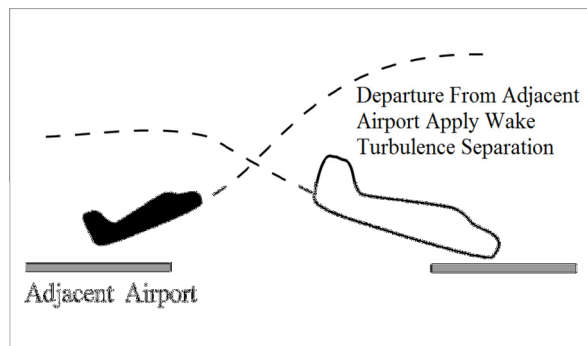 Departure From Adjacent
Airport Apply Wake
Turbulence Separation
Adjacent Airport